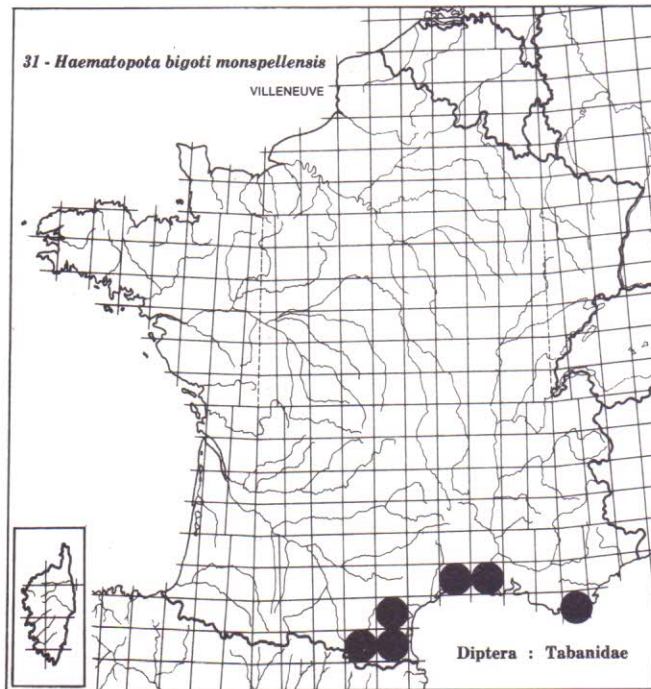 31 - Haematopota bigoti monspellensis
VILLENEUVE
Diptera : Tabanidae